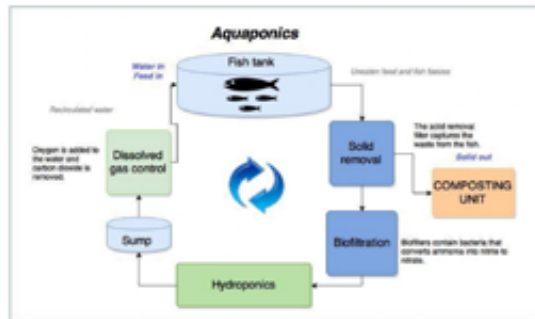 Aquaponics
Water in
Feed in
Fish tank
Uneaten feed and fish faeces
Recirculated water
Oxygen is added to
the water and
carbon dioxide is
removed.
Dissolved
gas control
The solid removal
filter captures the
waste from the fish.
Solid out
Solid
removal
COMPOSTING
UNIT
Sump
Biofiltration
Biofilters contain bacteria that
converts ammonia into nitrite to
nitrate.
Hydroponics